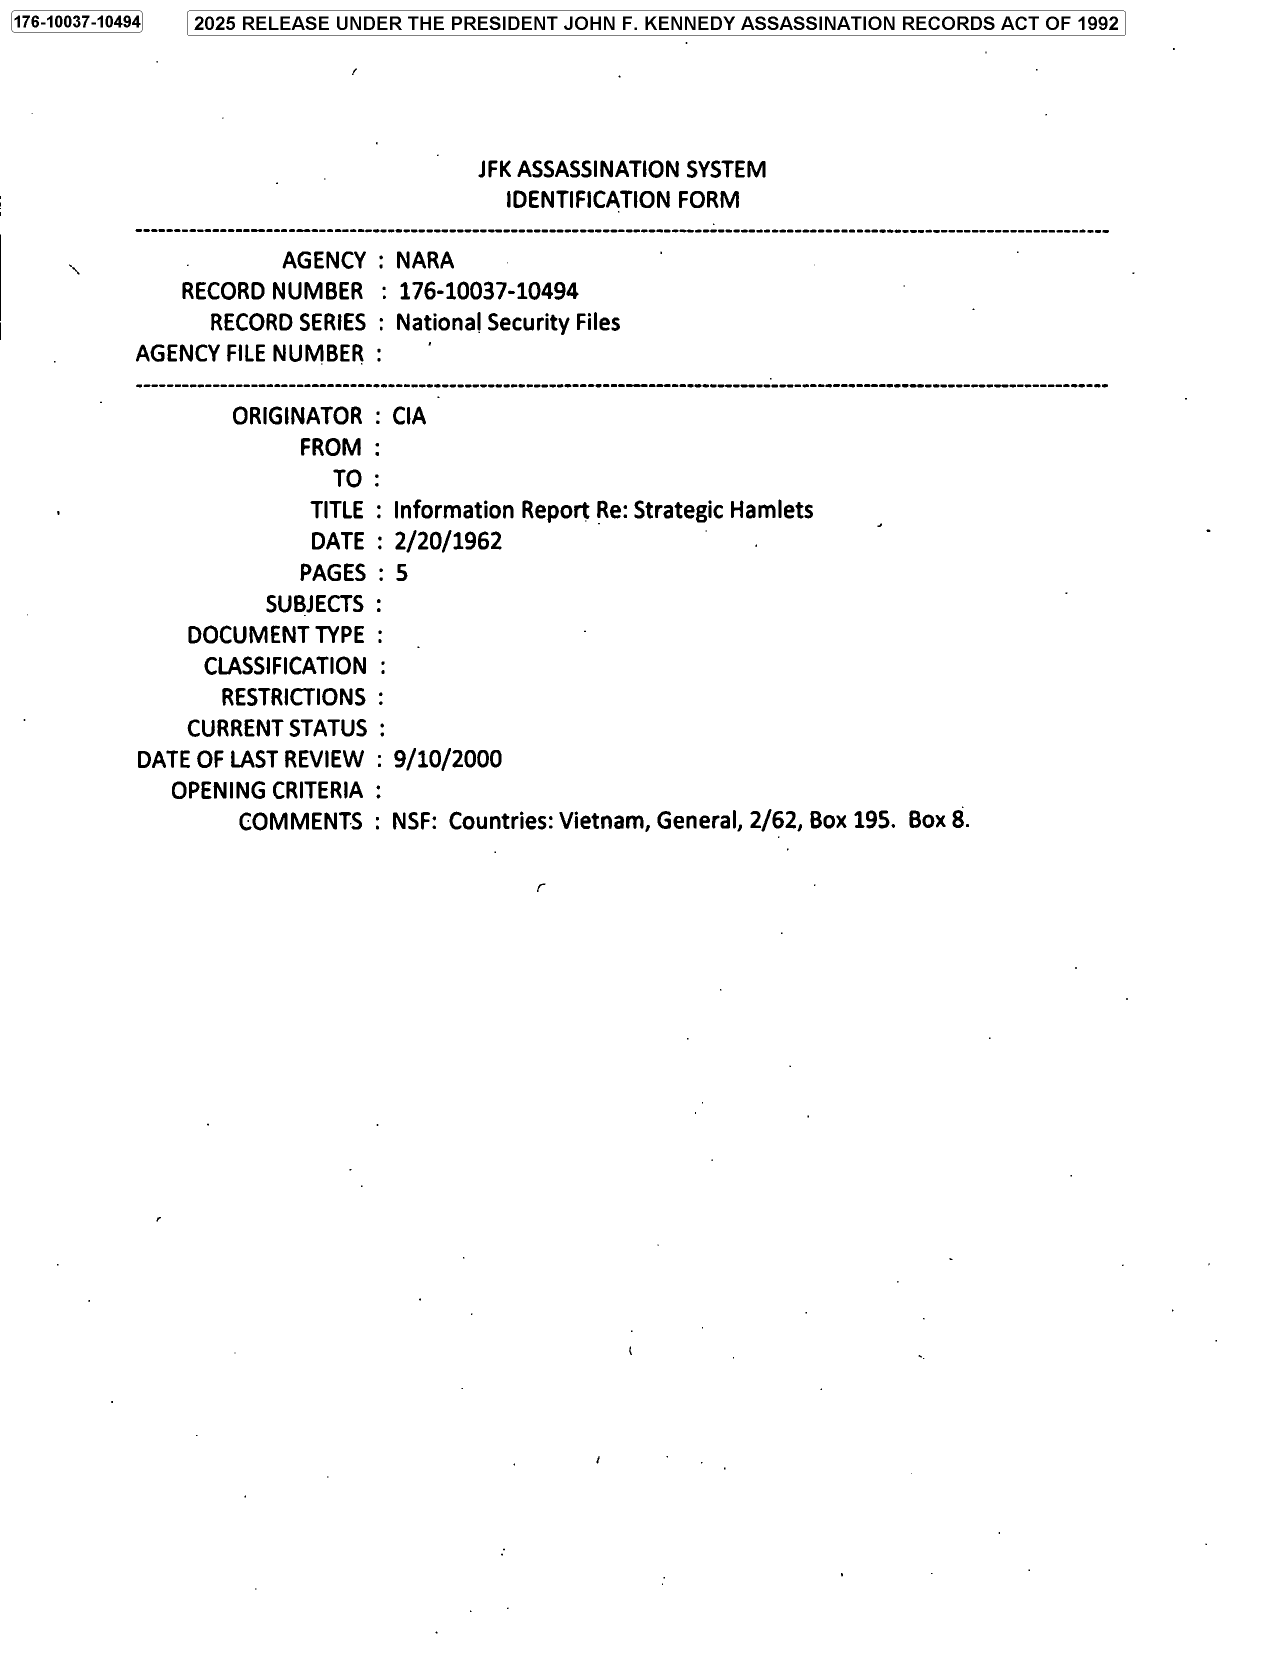 176-10037-10494
2025 RELEASE UNDER THE PRESIDENT JOHN F. KENNEDY ASSASSINATION RECORDS ACT OF 1992
JFK ASSASSINATION SYSTEM
IDENTIFICATION FORM
AGENCY : NARA
RECORD NUMBER : 176-10037-10494
RECORD SERIES : National Security Files
AGENCY FILE NUMBER :
ORIGINATOR : CIA
FROM :
TO :
TITLE : Information Report Re: Strategic Hamlets
DATE : 2/20/1962
PAGES : 5
SUBJECTS :
DOCUMENT TYPE :
CLASSIFICATION :
RESTRICTIONS :
CURRENT STATUS :
DATE OF LAST REVIEW : 9/10/2000
OPENING CRITERIA :
COMMENTS : NSF: Countries: Vietnam, General, 2/62, Box 195. Box 8.